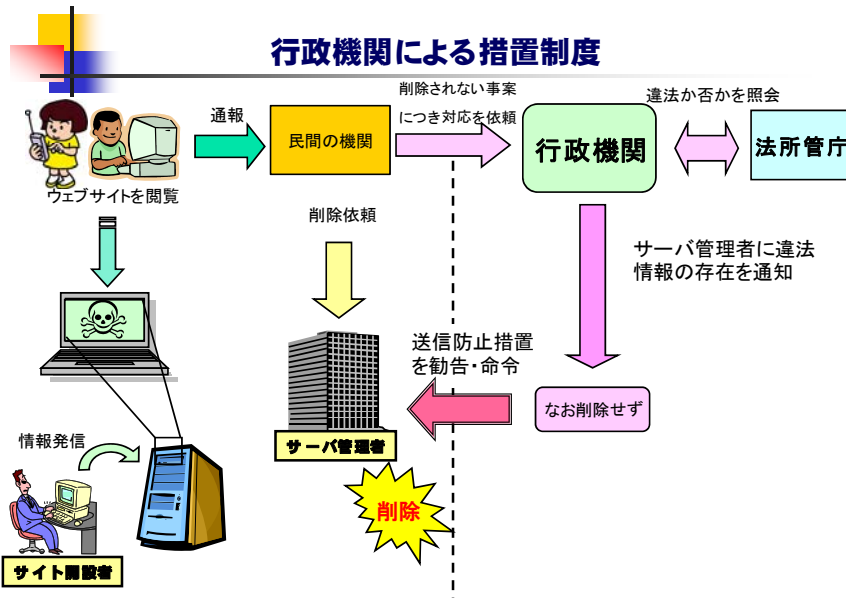 行政機関による措置制度
通報
民間の機関
削除されない事案
につき対応を依頼
行政機関
違法か否かを照会
法所管庁
ウェブサイトを閲覧
削除依頼
サーバ管理者に違法
情報の存在を通知
送信防止措置
を勧告・命令
なお削除せず
サーバ管理者
削除
情報発信
サイト開設者